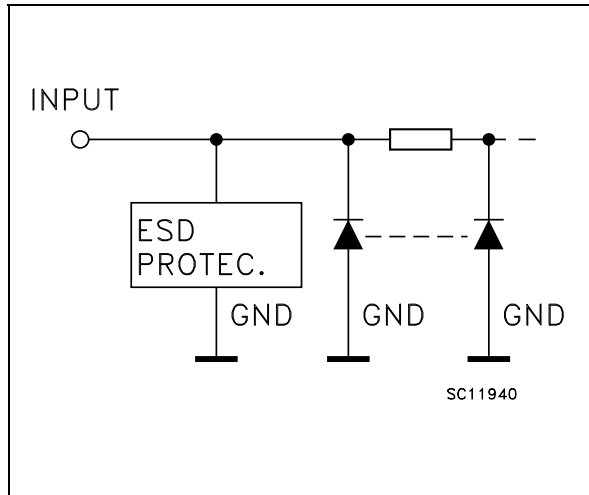 INPUT
ESD
PROTEC.
GND
GND
GND
SC11940